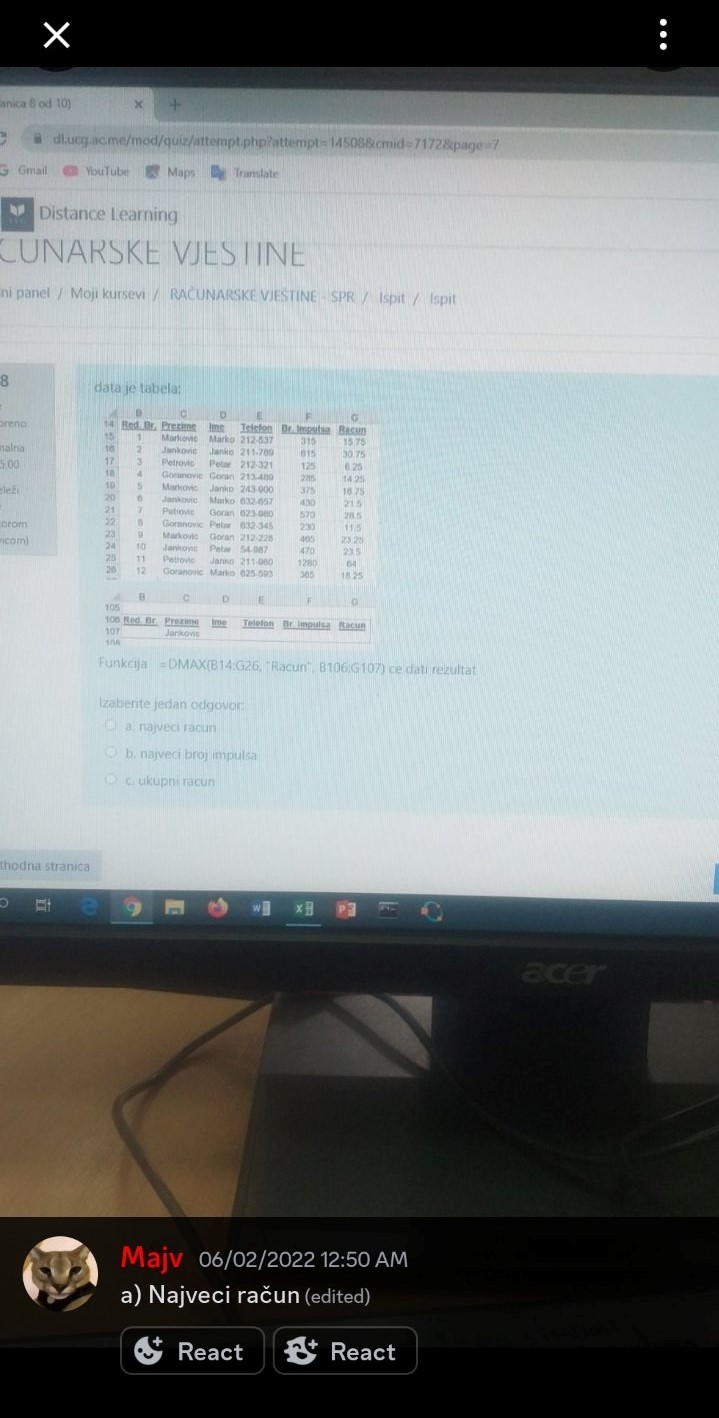 anica 8 od 10)
dl.ucg.ac.me/mod/quiz/attempt.php?attempt=14508&cmid=7172&page=7
Gmail YouTube Maps Translate
Distance Learning
ČUNARSKE VJEŠTINE
ni panel / Moji kursevi / RAČUNARSKE VJEŠTINE - SPR / Ispit / Ispit
8
data je tabela:
B C D E F G
14 Red. Br. Prezime Ime Telefon Br. Impulsa Racun
15 1 Markovic Marko 212-537 315 15.75
16 2 Jankovic Janko 211-789 615 30.75
17 3 Petrovic Petar 212-321 125 6.25
18 4 Goranovic Goran 213-489 285 14.25
19 5 Markovic Janko 243-900 375 18.75
20 6 Jankovic Marko 632-657 430 21.5
21 7 Petrovic Goran 623-980 570 28.5
22 8 Goranovic Petar 632-345 230 11.5
23 9 Markovic Goran 212-228 465 23.25
24 10 Jankovic Petar 54-987 470 23.5
25 11 Petrovic Janko 211-980 1280 64
26 12 Goranovic Marko 625-593 365 18.25
B C D E F G
105
106 Red. Br. Prezime Ime Telefon Br. Impulsa Racun
107 Jankovic
108
Funkcija =DMAX(B14:G26, "Racun", B106:G107) ce dati rezultat
Izaberite jedan odgovor:
a. najveci racun
b. najveci broj impulsa
c. ukupni racun
thodna stranica
acer
Majv 06/02/2022 12:50 AM
a) Najveci račun (edited)
React React